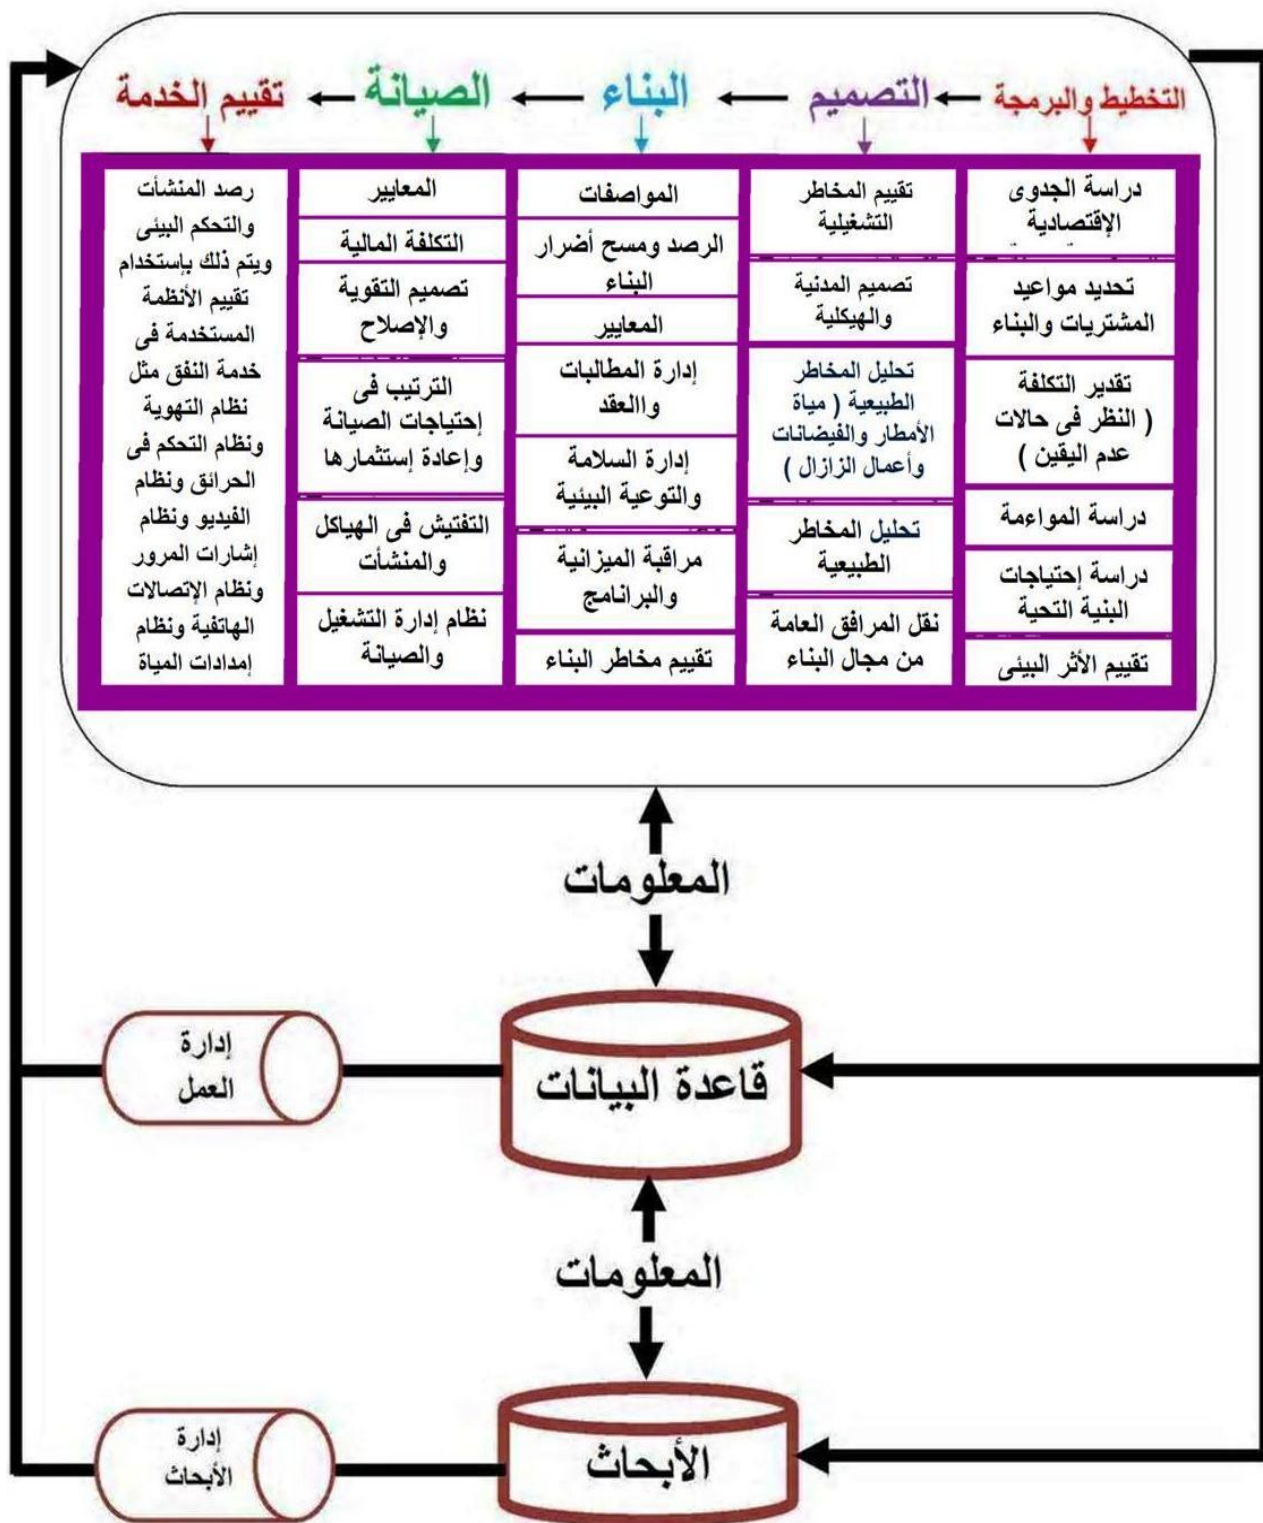 التخطيط والبرمجة
التصميم
البناء
الصيانة
تقييم الخدمة
دراسة الجدوى
الإقتصادية
تحديد مواعيد
المشتريات والبناء
تقدير التكلفة
( النظر فى حالات
عدم اليقين )
دراسة المواءمة
دراسة إحتياجات
البنية التحية
تقييم الأثر البيئى
تقييم المخاطر
التشغيلية
تصميم المدنية
والهيكلية
تحليل المخاطر
الطبيعية ( مياة
الأمطار والفيضانات
وأعمال الزازال )
تحليل المخاطر
الطبيعية
نقل المرافق العامة
من مجال البناء
المواصفات
الرصد ومسح أضرار
البناء
المعايير
إدارة المطالبات
واالعقد
إدارة السلامة
والتوعية البيئية
مراقبة الميزانية
والبرانامج
تقييم مخاطر البناء
المعايير
التكلفة المالية
تصميم التقوية
والإصلاح
الترتيب فى
إحتياجات الصيانة
وإعادة إستثمارها
التفتيش فى الهياكل
والمنشأت
نظام إدارة التشغيل
والصيانة
رصد المنشأت
والتحكم البيئى
ويتم ذلك بإستخدام
تقييم الأنظمة
المستخدمة فى
خدمة النفق مثل
نظام التهوية
ونظام التحكم فى
الحرائق ونظام
الفيديو ونظام
إشارات المرور
ونظام الإتصالات
الهاتفية ونظام
إمدادات المياة
المعلومات
قاعدة البيانات
إدارة
العمل
المعلومات
الأبحاث
إدارة
الأبحاث